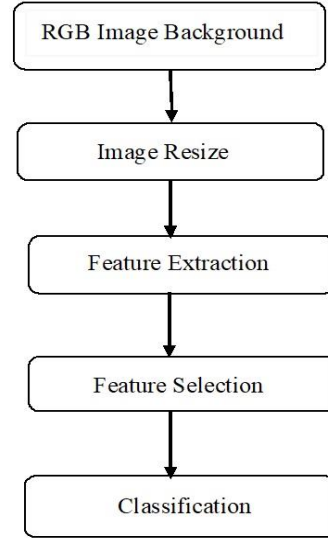 RGB Image Background
Image Resize
Feature Extraction
Feature Selection
Classification